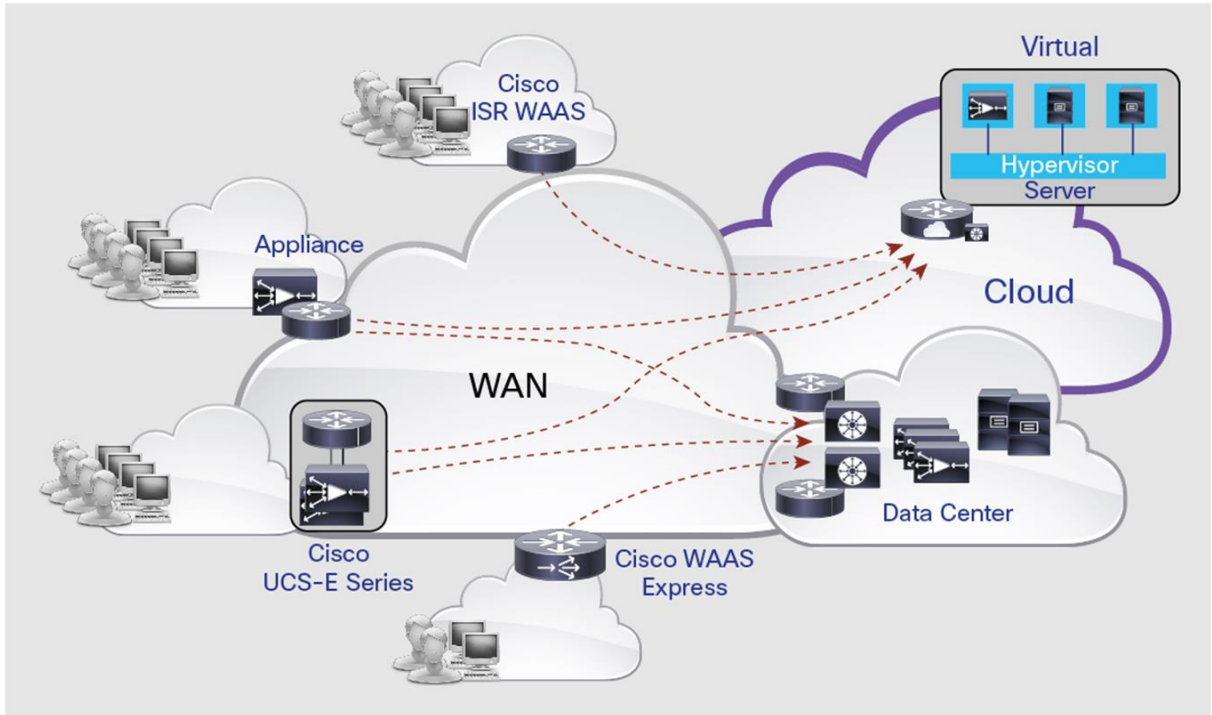 Virtual
Cisco
ISR WAAS
Hypervisor
Server
Appliance
Cloud
WAN
Data Center
Cisco
UCS-E Series
Cisco WAAS
Express